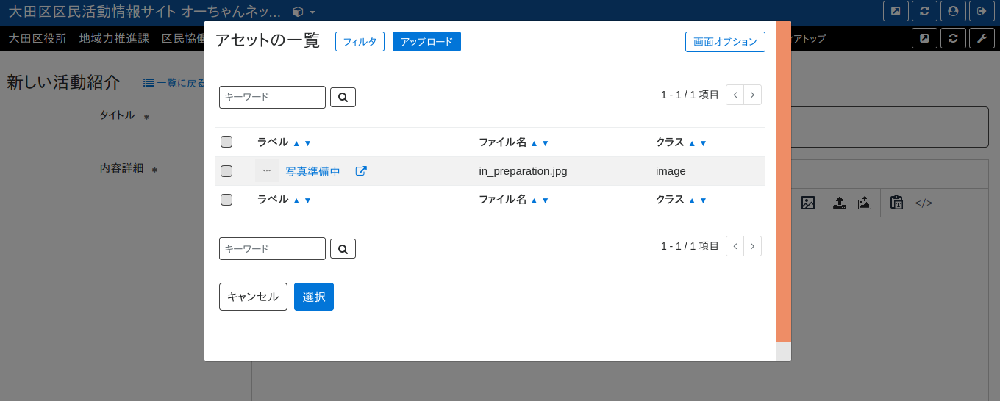 大田区区民活動情報サイト オーちゃんネッ...
大田区役所 地域力推進課 区民協働
アトップ
新しい活動紹介 一覧に戻る
タイトル
内容詳細
アセットの一覧 フィルタ アップロード 画面オプション
キーワード 1 - 1 / 1 項目
ラベル ▲ ▼ ファイル名 ▲ ▼ クラス ▲ ▼
写真準備中 in_preparation.jpg image
ラベル ▲ ▼ ファイル名 ▲ ▼ クラス ▲ ▼
キーワード 1 - 1 / 1 項目
キャンセル 選択